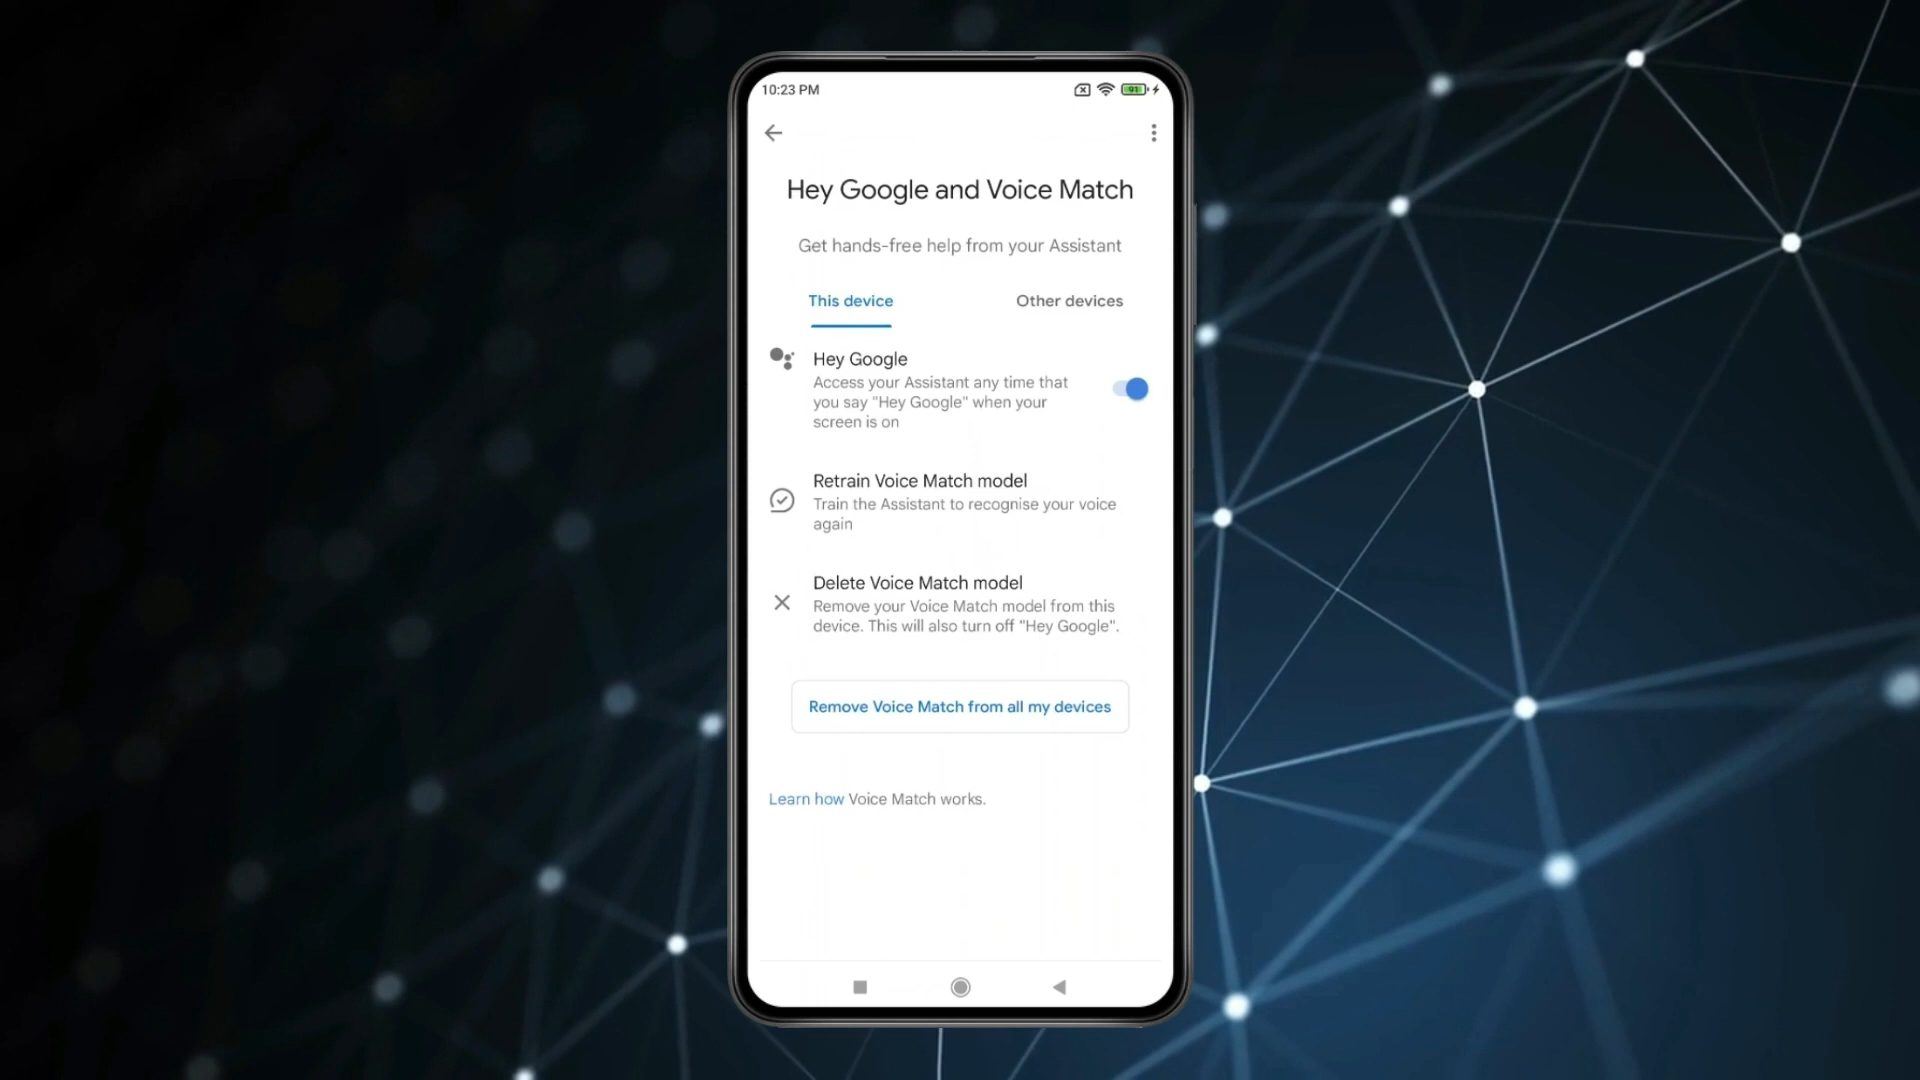 10:23 PM
91
Hey Google and Voice Match
Get hands-free help from your Assistant
This device
Other devices
Hey Google
Access your Assistant any time that
you say "Hey Google" when your
screen is on
Retrain Voice Match model
Train the Assistant to recognise your voice
again
Delete Voice Match model
Remove your Voice Match model from this
device. This will also turn off "Hey Google".
Remove Voice Match from all my devices
Learn how Voice Match works.